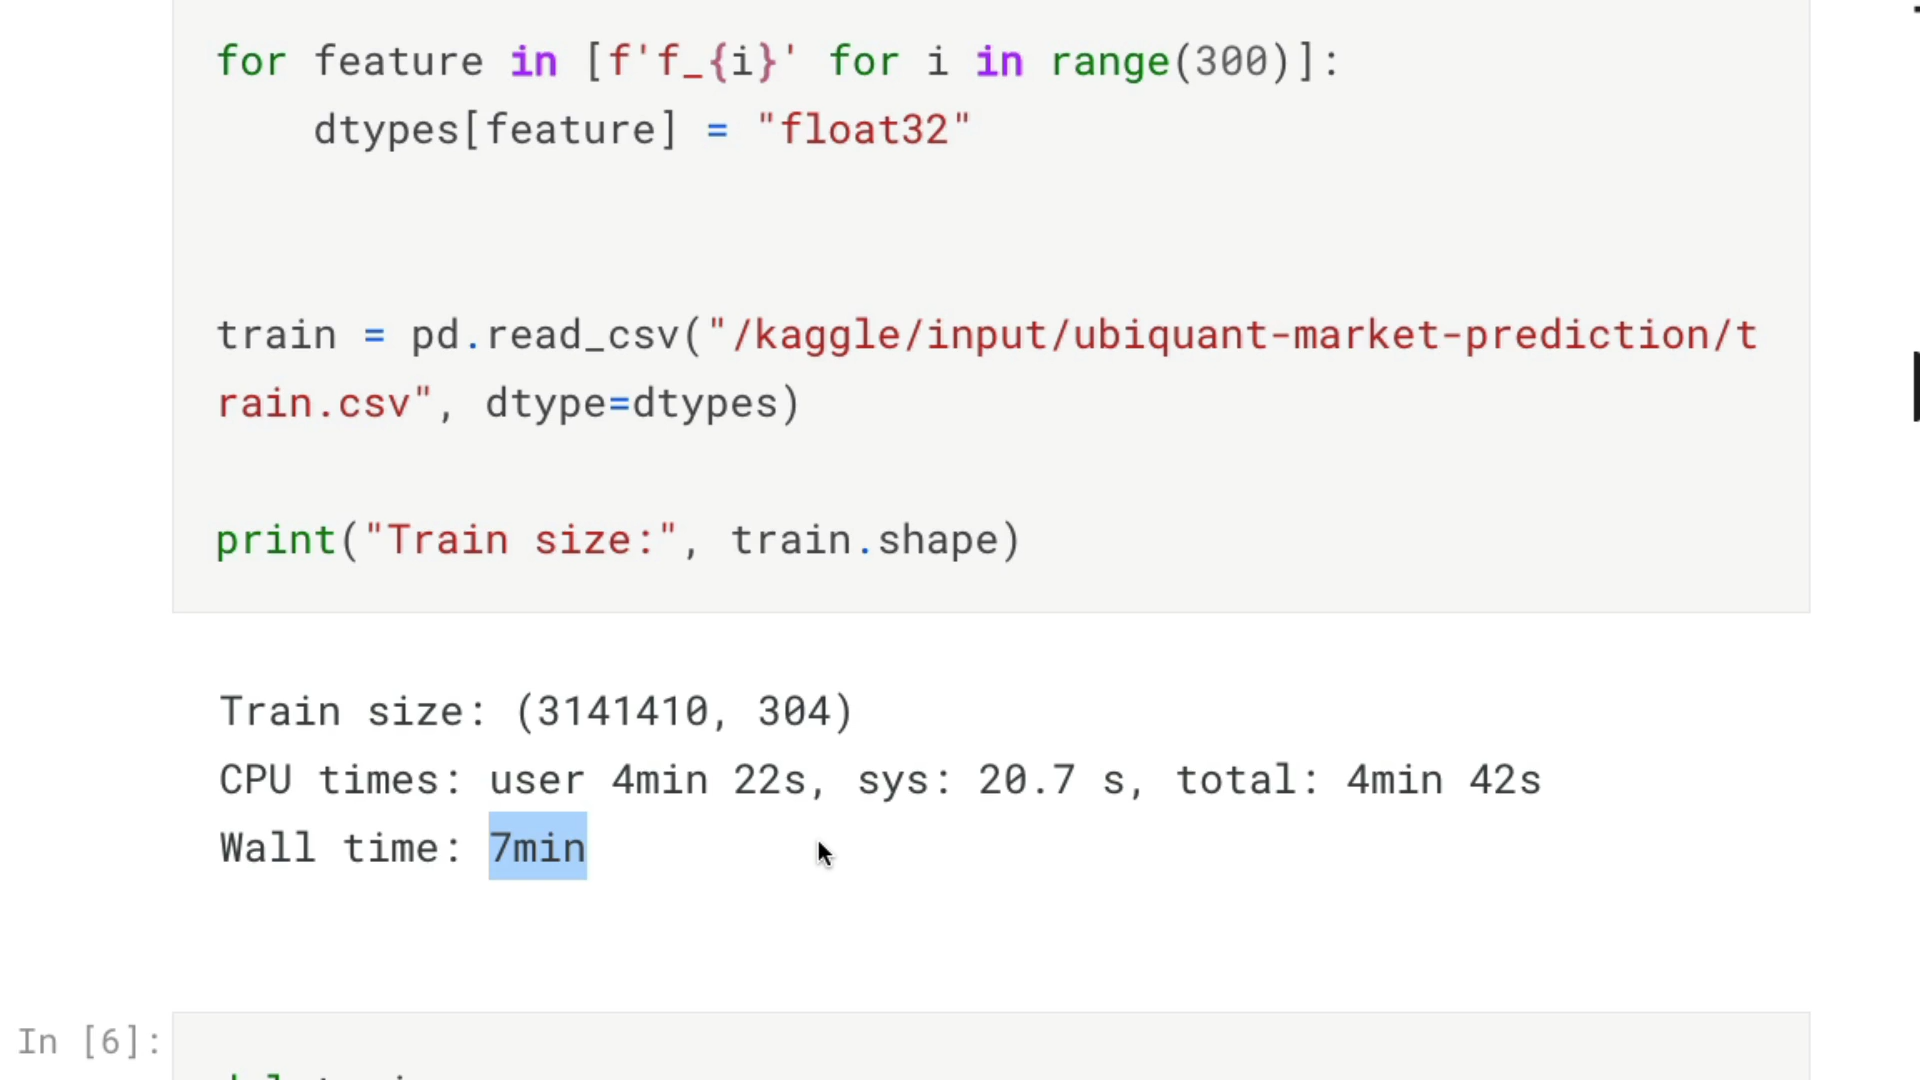 for feature in [f'f_{i}' for i in range(300)]:
    dtypes[feature] = "float32"
train = pd.read_csv("/kaggle/input/ubiquant-market-prediction/t
rain.csv", dtype=dtypes)
print("Train size:", train.shape)
Train size: (3141410, 304)
CPU times: user 4min 22s, sys: 20.7 s, total: 4min 42s
Wall time: 7min
In [6]: